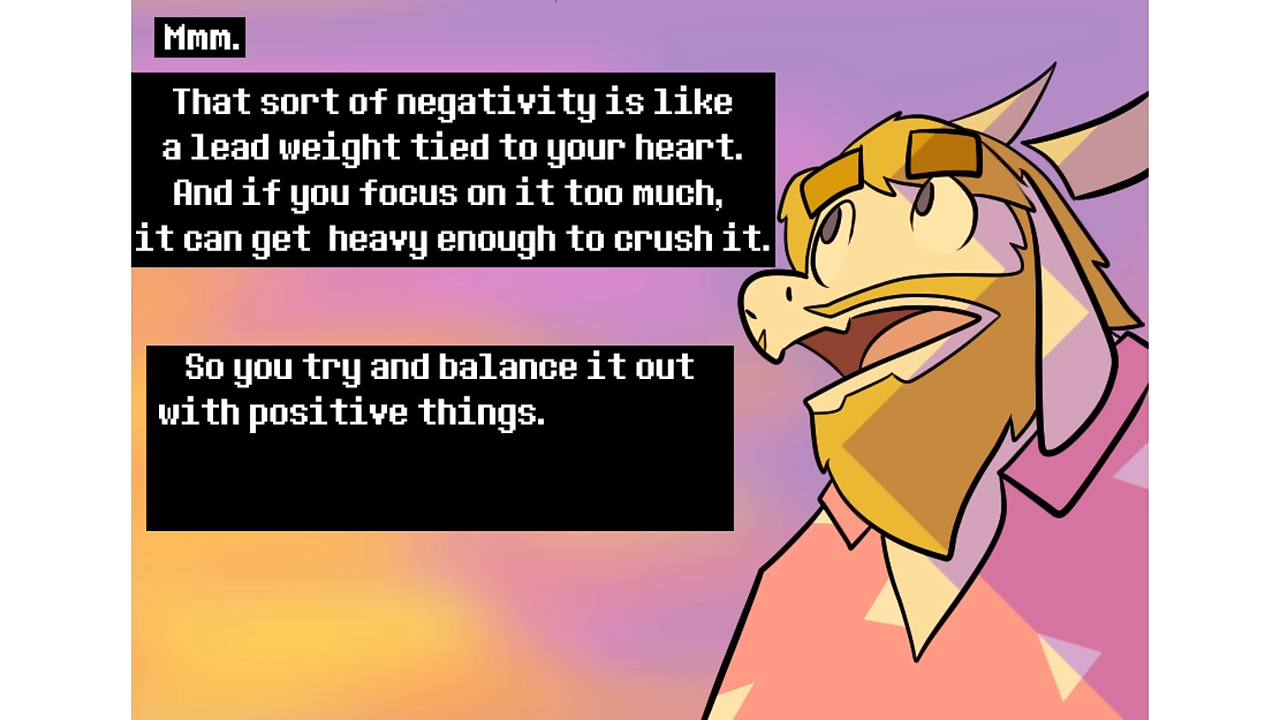 Mmm.
That sort of negativity is like
a lead weight tied to your heart.
And if you focus on it too much,
it can get heavy enough to crush it.
So you try and balance it out
with positive things.